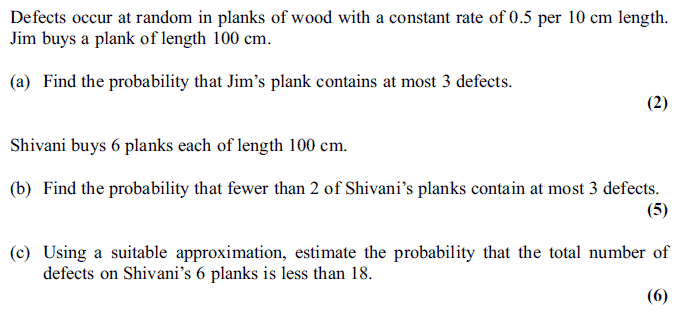 Defects occur at random in planks of wood with a constant rate of 0.5 per 10 cm length.
Jim buys a plank of length 100 cm.
(a) Find the probability that Jim’s plank contains at most 3 defects.
(2)
Shivani buys 6 planks each of length 100 cm.
(b) Find the probability that fewer than 2 of Shivani’s planks contain at most 3 defects.
(5)
(c) Using a suitable approximation, estimate the probability that the total number of
defects on Shivani’s 6 planks is less than 18.
(6)